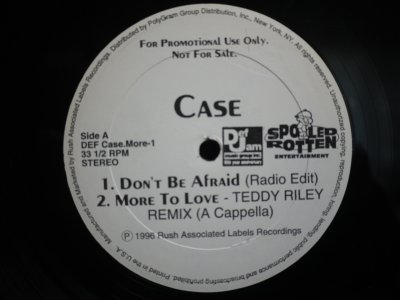 Manufactured and Marketed by Rush Associated Labels Recordings. Distributed by PolyGram Group Distribution, Inc., New York, NY. All rights reserved. Unauthorized copying, reproduction, hiring, lending, public performance and broadcasting prohibited. Printed in the U.S.A.
FOR PROMOTIONAL USE ONLY.
NOT FOR SALE.
CASE
Side A
DEF Case.More-1
33 1/2 RPM
STEREO
Def Jam
music group inc.
SPOILED
ROTTEN
ENTERTAINMENT
1. DON'T BE AFRAID (Radio Edit)
2. MORE TO LOVE - TEDDY RILEY
REMIX (A Cappella)
Ⓟ 1996 Rush Associated Labels Recordings